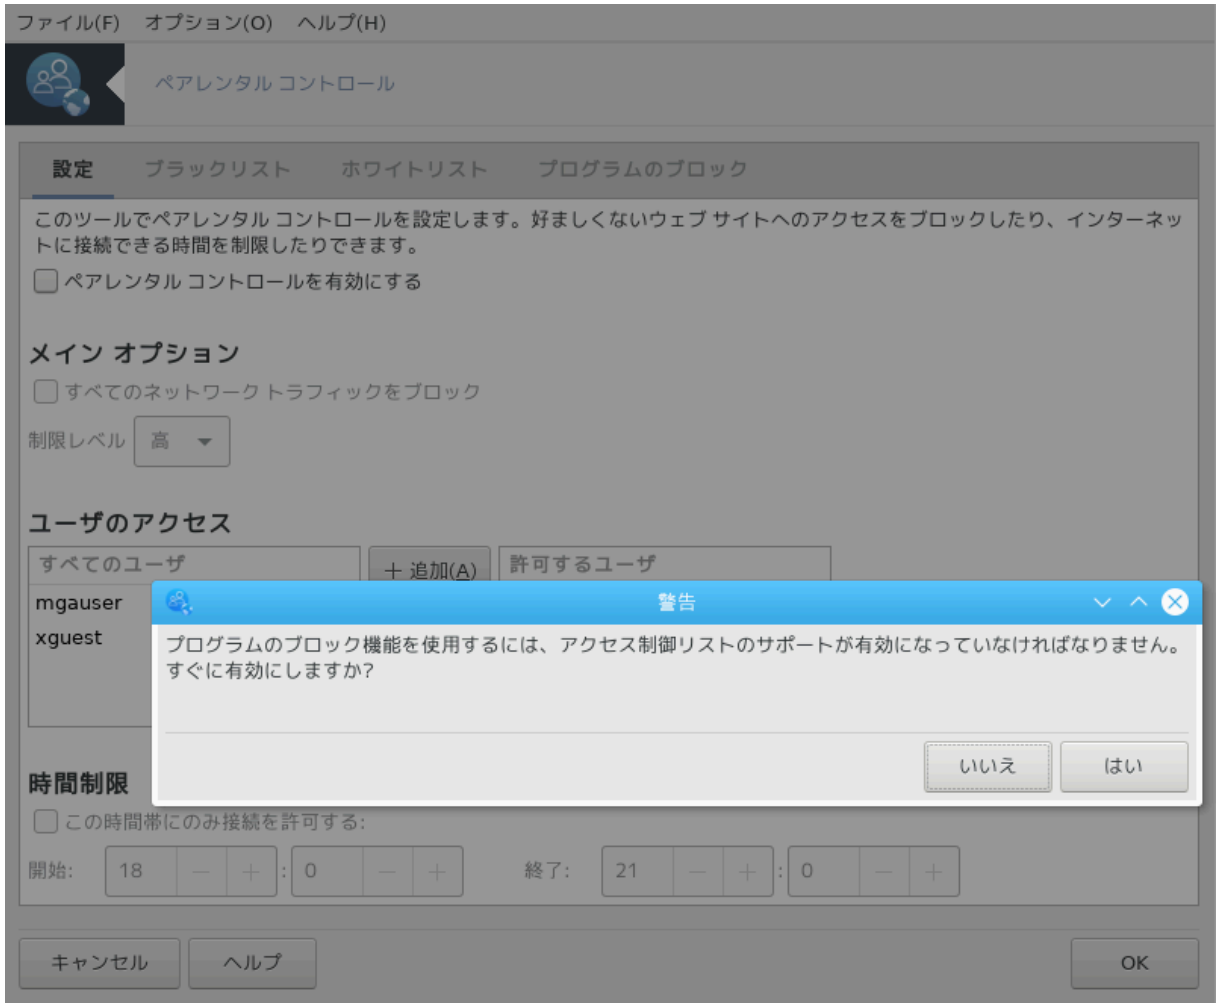 ファイル(F) オプション(O) ヘルプ(H)
ペアレンタル コントロール
設定 ブラックリスト ホワイトリスト プログラムのブロック
このツールでペアレンタル コントロールを設定します。好ましくないウェブ サイトへのアクセスをブロックしたり、インターネッ
トに接続できる時間を制限したりできます。
ペアレンタル コントロールを有効にする
メイン オプション
すべてのネットワーク トラフィックをブロック
制限レベル 高
ユーザのアクセス
すべてのユーザ
+ 追加(A)
許可するユーザ
mgauser
xguest
警告
プログラムのブロック機能を使用するには、アクセス制御リストのサポートが有効になっていなければなりません。
すぐに有効にしますか?
いいえ はい
時間制限
この時間帯にのみ接続を許可する:
開始: 18 — + : 0 — + 終了: 21 — + : 0 — +
キャンセル ヘルプ OK